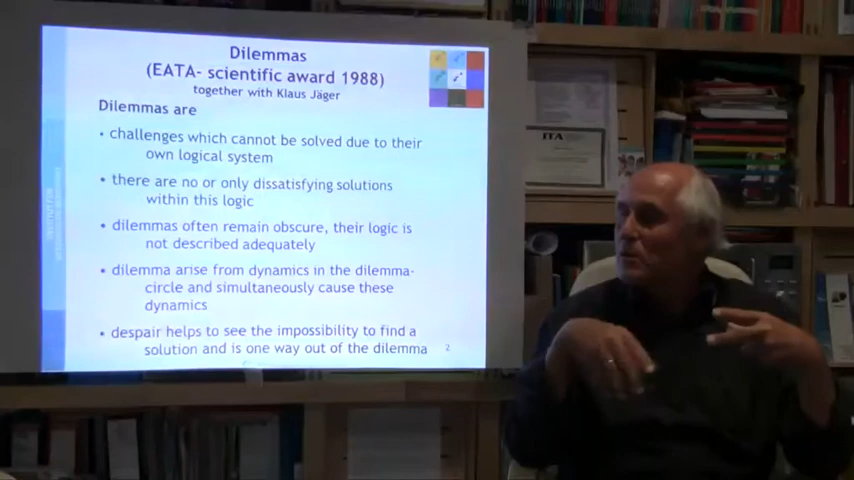 Dilemmas
(EATA- scientific award 1988)
together with Klaus Jäger
Dilemmas are
• challenges which cannot be solved due to their
own logical system
• there are no or only dissatisfying solutions
within this logic
• dilemmas often remain obscure, their logic is
not described adequately
• dilemma arise from dynamics in the dilemma-
circle and simultaneously cause these
dynamics
• despair helps to see the impossibility to find a
solution and is one way out of the dilemma
2
ITA